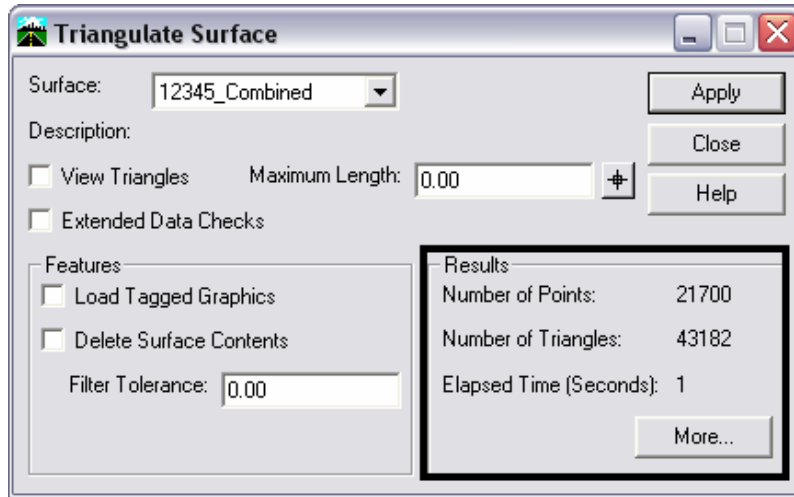 Triangulate Surface
Surface: 12345_Combined
Description:
View Triangles Maximum Length: 0.00
Extended Data Checks
Apply
Close
Help
Features
Load Tagged Graphics
Delete Surface Contents
Filter Tolerance: 0.00
Results
Number of Points: 21700
Number of Triangles: 43182
Elapsed Time (Seconds): 1
More...